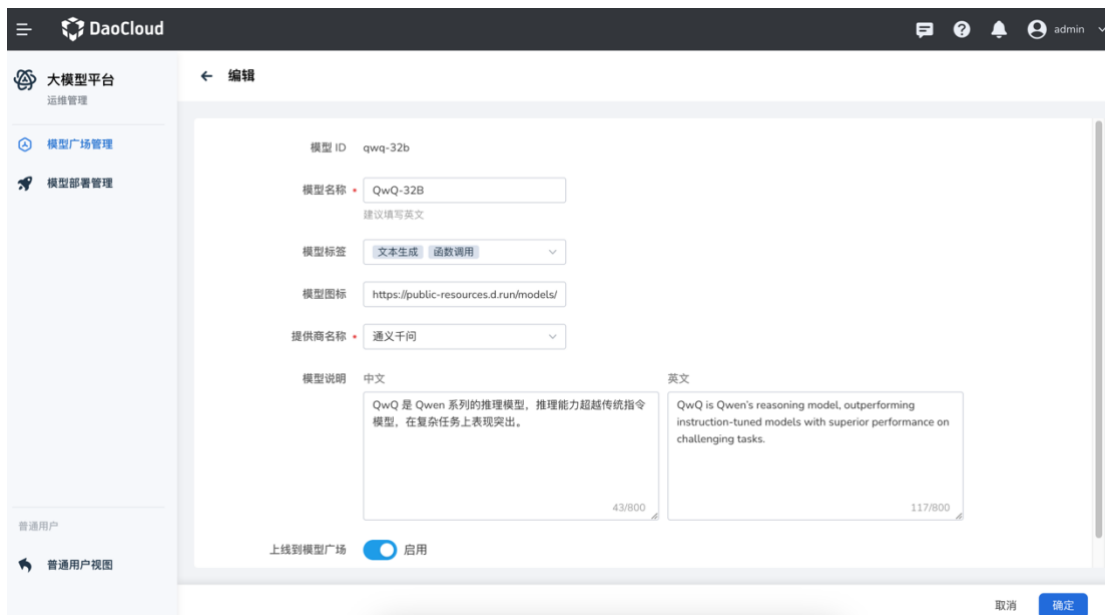 DaoCloud
admin
大模型平台
运维管理
模型广场管理
模型部署管理
普通用户
普通用户视图
编辑
模型 ID qwq-32b
模型名称 • QwQ-32B
建议填写英文
模型标签 文本生成 函数调用
模型图标 https://public-resources.d.run/models/
提供商名称 • 通义千问
模型说明 中文 英文
QwQ 是 Qwen 系列的推理模型，推理能力超越传统指令
模型，在复杂任务上表现突出。
43/800
QwQ is Qwen's reasoning model, outperforming
instruction-tuned models with superior performance on
challenging tasks.
117/800
上线到模型广场 启用
取消 确定